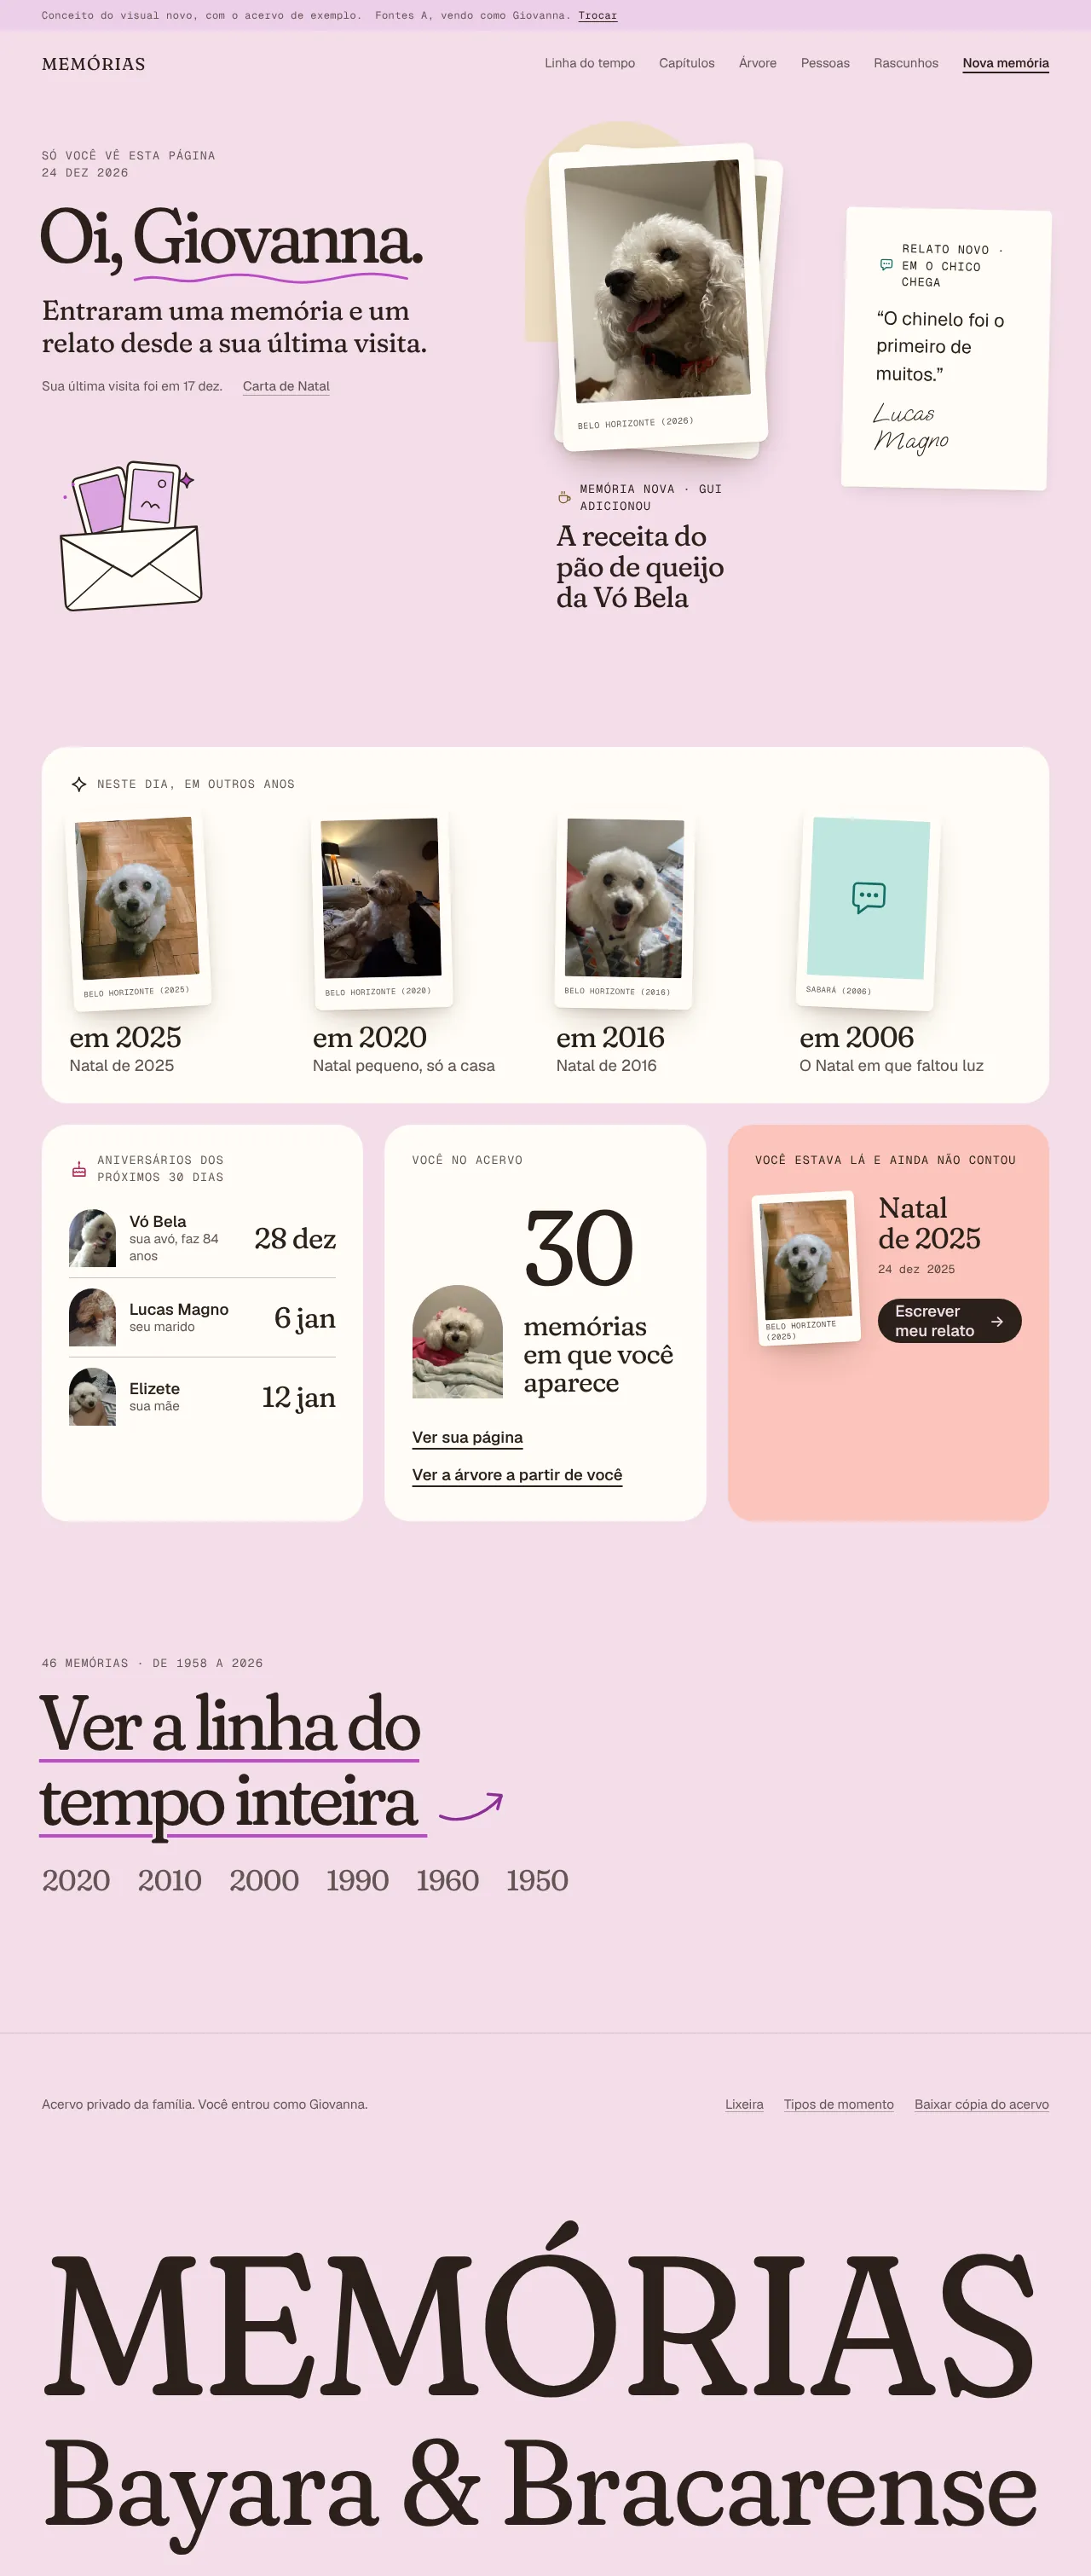 Conceito do visual novo, com o acervo de exemplo. Fontes A, vendo como Giovanna. Trocar
MEMÓRIAS
Linha do tempo Capítulos Árvore Pessoas Rascunhos Nova memória
SÓ VOCÊ VÊ ESTA PÁGINA
24 DEZ 2026
Oi, Giovanna.
Entraram uma memória e um
relato desde a sua última visita.
Sua última visita foi em 17 dez. Carta de Natal
BELO HORIZONTE (2026)
MEMÓRIA NOVA · GUI
ADICIONOU
A receita do
pão de queijo
da Vó Bela
RELATO NOVO ·
EM O CHICO
CHEGA
“O chinelo foi o
primeiro de
muitos.”
Lucas
Magno
NESTE DIA, EM OUTROS ANOS
BELO HORIZONTE (2025)
em 2025
Natal de 2025
BELO HORIZONTE (2020)
em 2020
Natal pequeno, só a casa
BELO HORIZONTE (2016)
em 2016
Natal de 2016
SABARÁ (2006)
em 2006
O Natal em que faltou luz
ANIVERSÁRIOS DOS
PRÓXIMOS 30 DIAS
Vó Bela
sua avó, faz 84
anos
28 dez
Lucas Magno
seu marido
6 jan
Elizete
sua mãe
12 jan
VOCÊ NO ACERVO
30
memórias
em que você
aparece
Ver sua página
Ver a árvore a partir de você
VOCÊ ESTAVA LÁ E AINDA NÃO CONTOU
BELO HORIZONTE
(2025)
Natal
de 2025
24 dez 2025
Escrever
meu relato →
46 MEMÓRIAS · DE 1958 A 2026
Ver a linha do
tempo inteira
2020 2010 2000 1990 1960 1950
Acervo privado da família. Você entrou como Giovanna.
Lixeira Tipos de momento Baixar cópia do acervo
MEMÓRIAS
Bayara & Bracarense